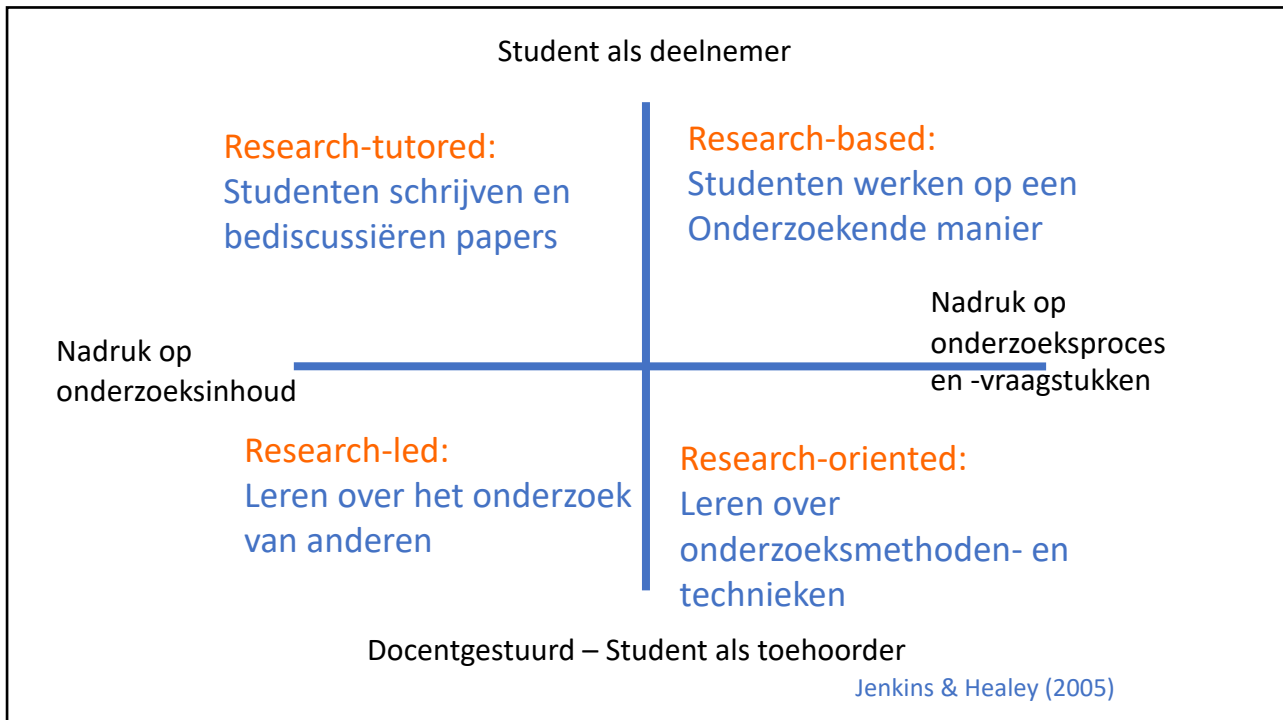 Student als deelnemer
Research-tutored:
Studenten schrijven en
bediscussiëren papers
Research-based:
Studenten werken op een
Onderzoekende manier
Nadruk op
onderzoeksinhoud
Nadruk op
onderzoeksproces
en -vraagstukken
Research-led:
Leren over het onderzoek
van anderen
Research-oriented:
Leren over
onderzoeksmethoden- en
technieken
Docentgestuurd – Student als toehoorder
Jenkins & Healey (2005)